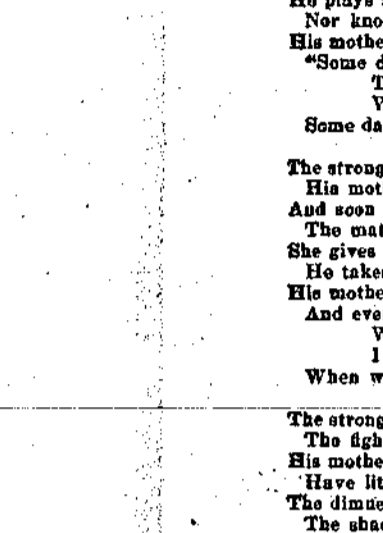 He plays
Nor kno
His mothe
"Some d
T
Some da
The strong
His mot
And soon
The mat
She gives
He take
His mothe
And eve
W
When w
The strong
The figh
His mothe
Have lit
The dimne
The shad